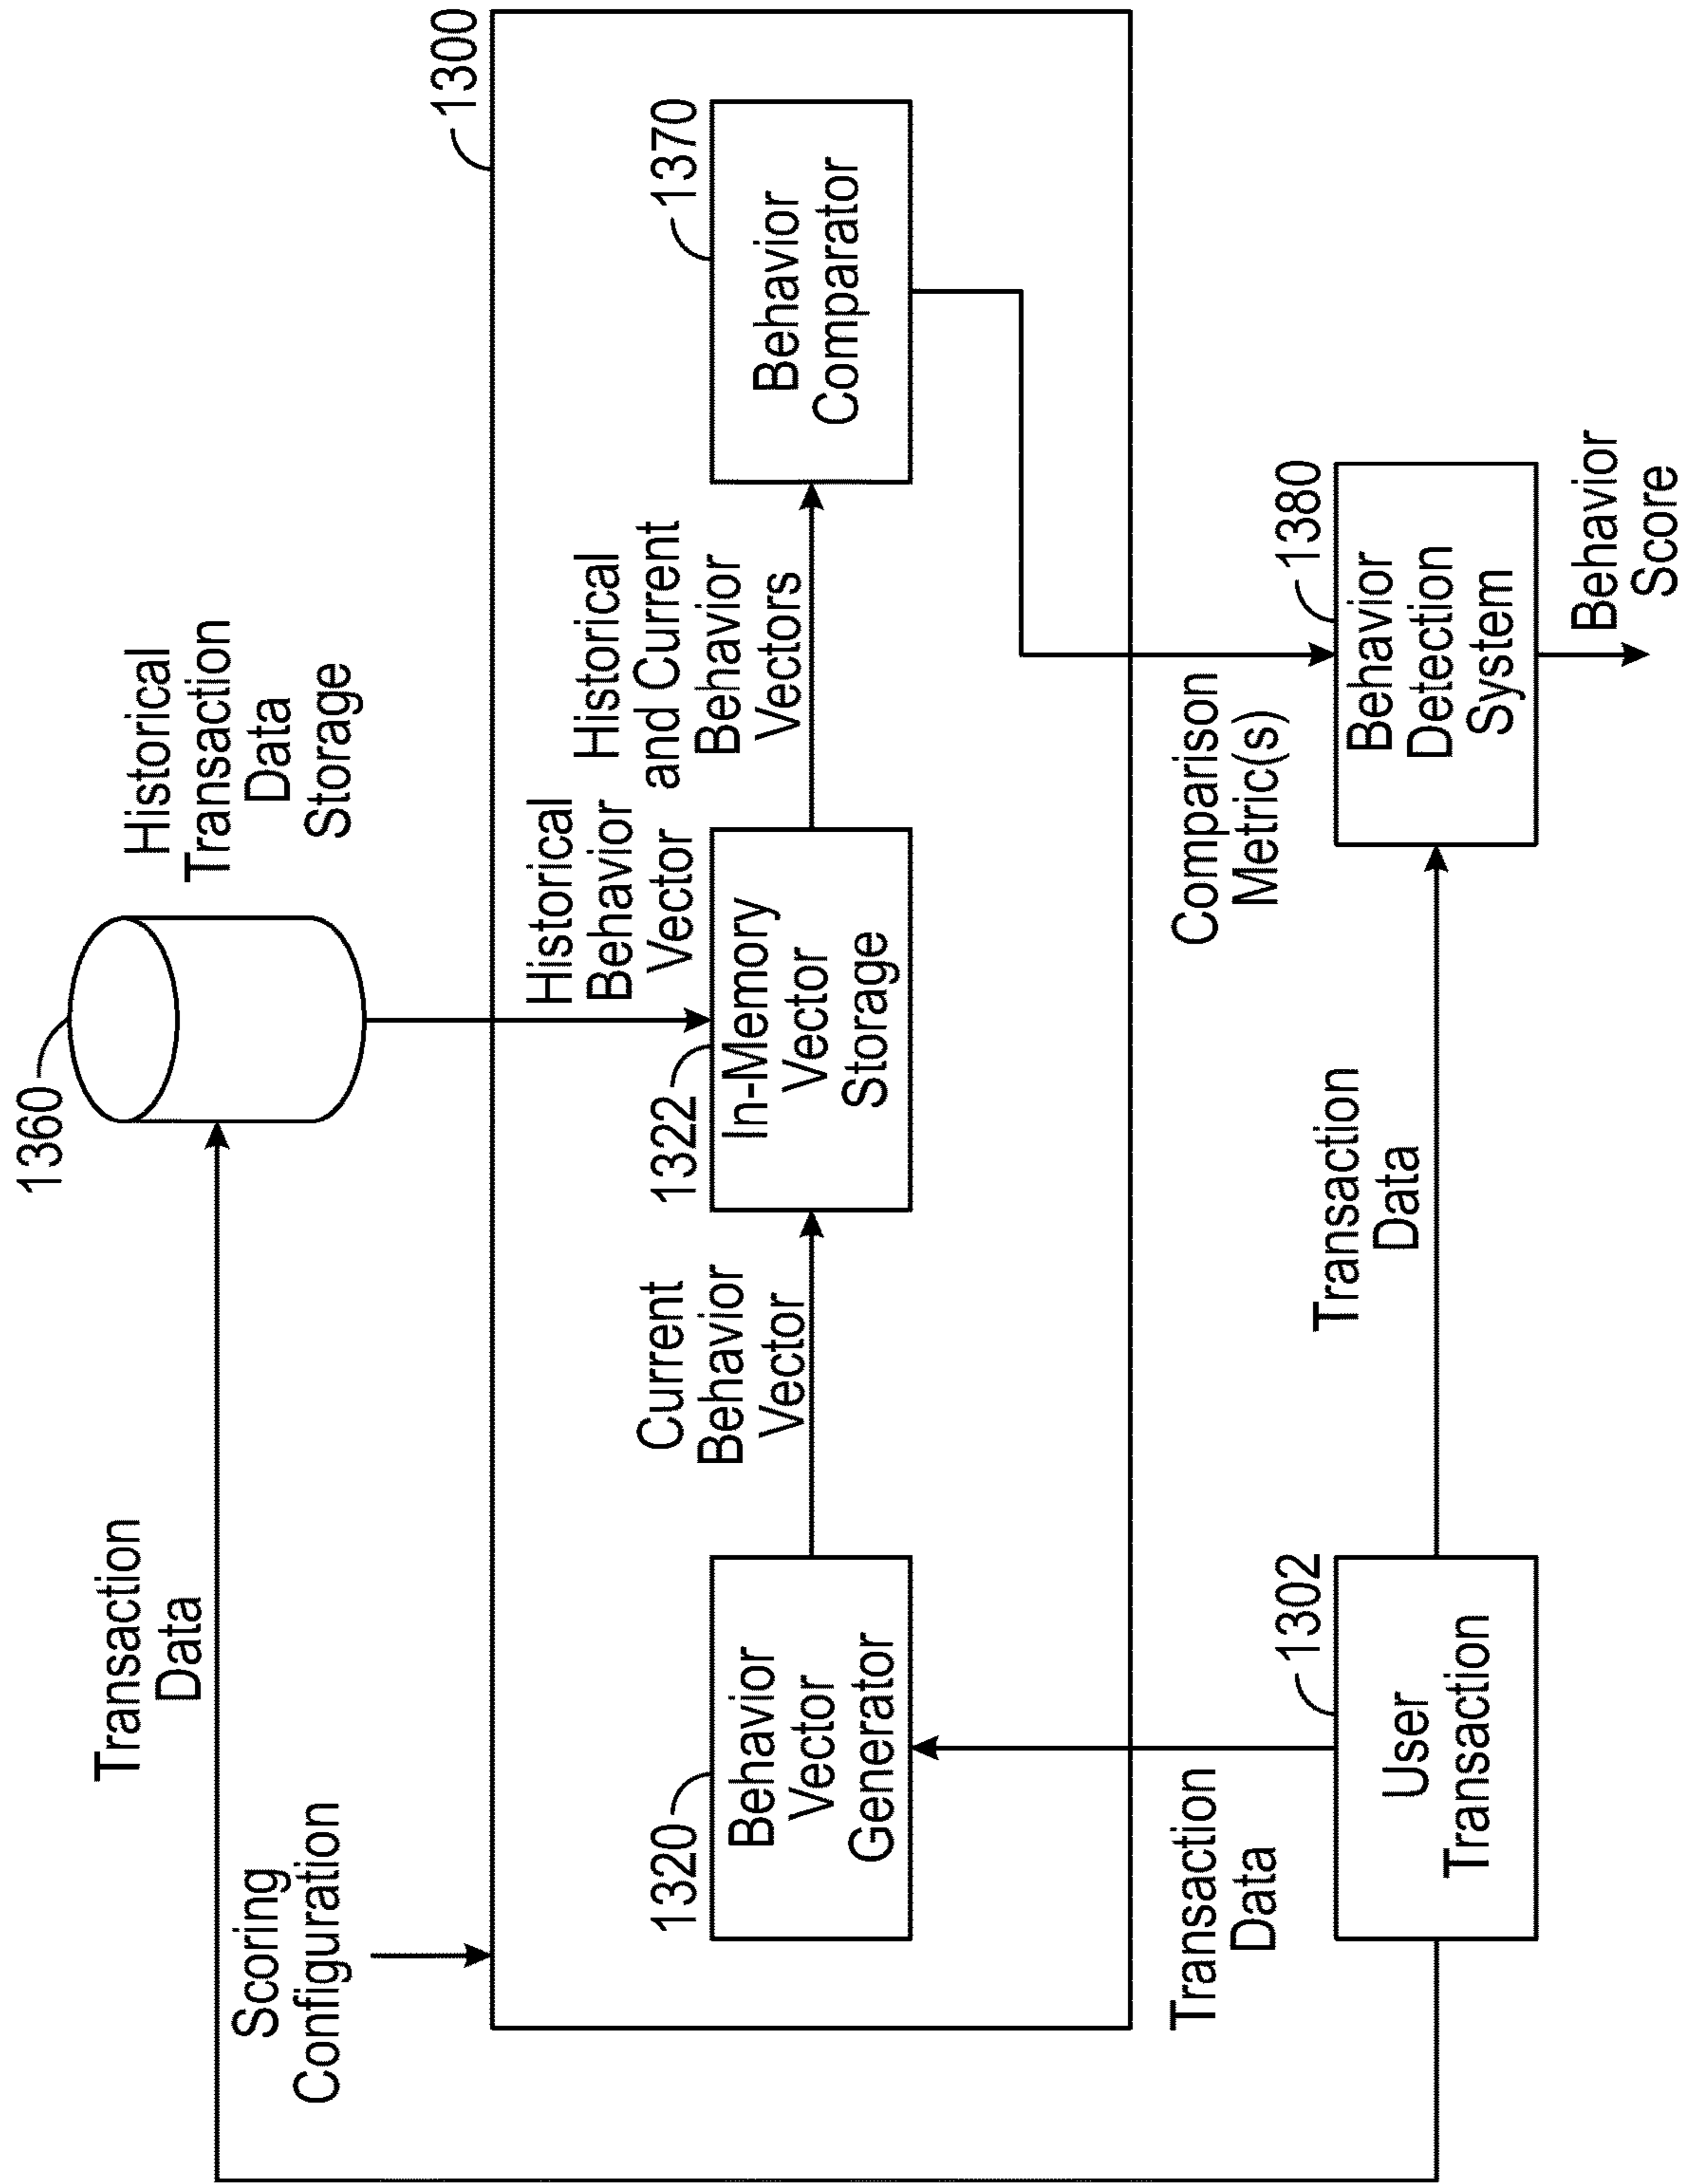 Transaction
Data
Scoring
Configuration
1360
Historical
Transaction
Data
Storage
1300
1320
Behavior
Vector
Generator
Current
Behavior
Vector
1322
In-Memory
Vector
Storage
Historical
Behavior
Vector
Historical
and Current
Behavior
Vectors
1370
Behavior
Comparator
Transaction
Data
1302
User
Transaction
Transaction
Data
Comparison
Metric(s)
1380
Behavior
Detection
System
Behavior
Score